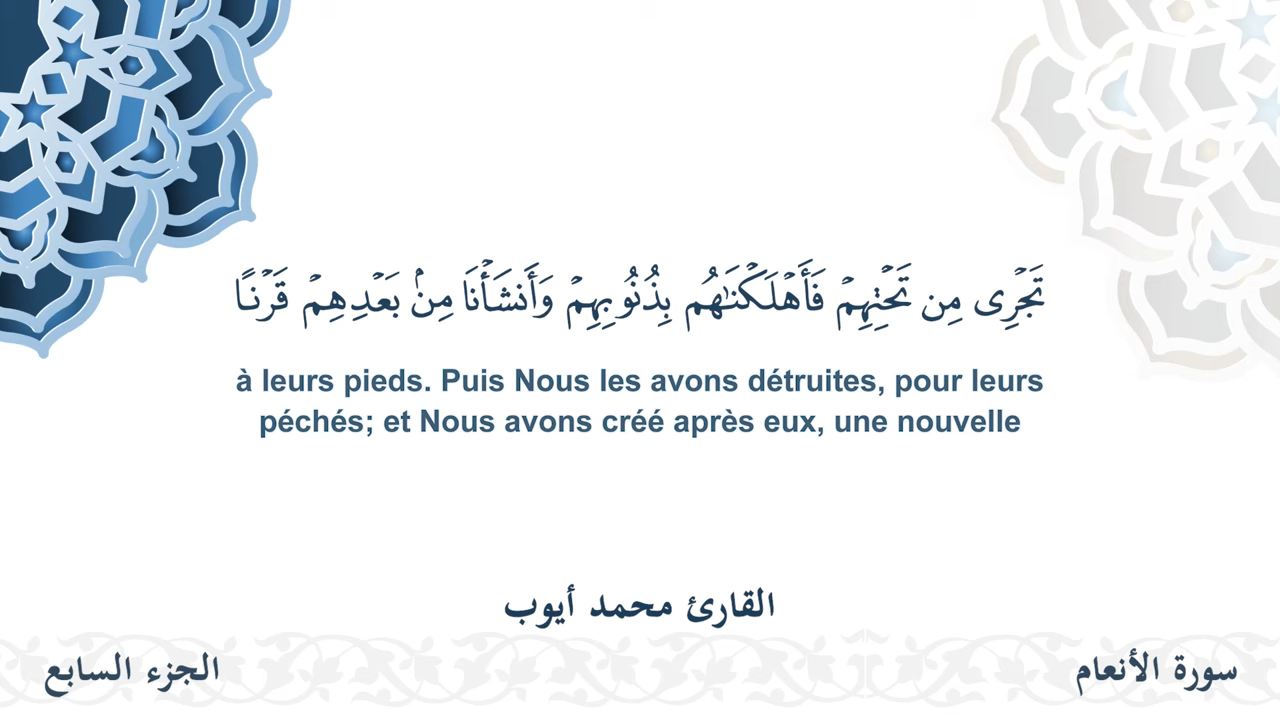 تَجْرِى مِن تَحْتِهِمْ فَأَهْلَكْنَٰهُم بِذُنُوبِهِمْ وَأَنشَأْنَا مِنۢ بَعْدِهِمْ قَرْنًا
à leurs pieds. Puis Nous les avons détruites, pour leurs
péchés; et Nous avons créé après eux, une nouvelle
القارئ محمد أيوب
سورة الأنعام
الجزء السابع